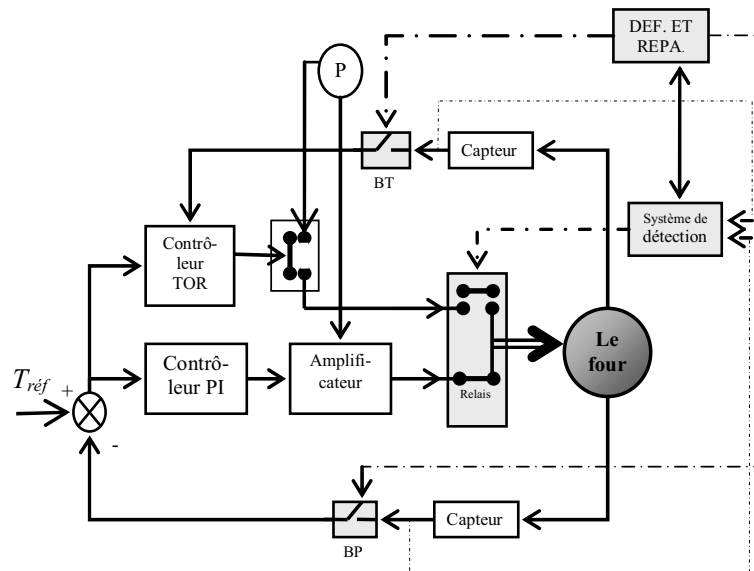 DEF. ET
REPA.
P
Capteur
BT
Système de
détection
Contrô-
leur
TOR
Le
four
Contrô-
leur PI
Amplifi-
cateur
Relais
Tréf
+
-
Capteur
BP